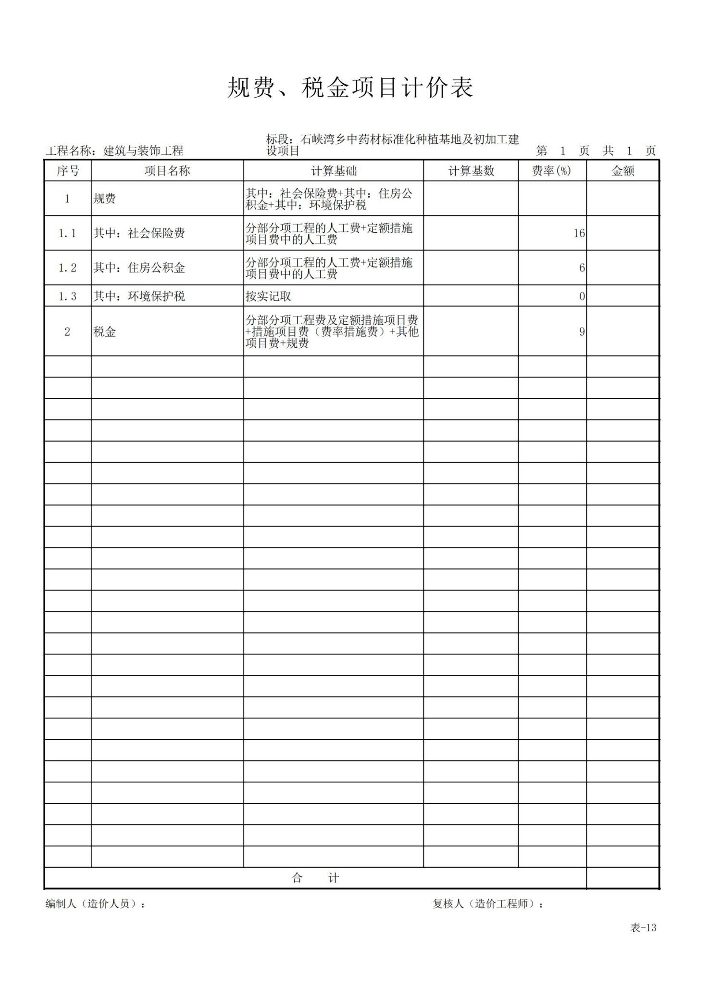 规费、税金项目计价表
标段：石峡湾乡中药材标准化种植基地及初加工建
工程名称：建筑与装饰工程 设项目 第 1 页 共 1 页
序号 项目名称 计算基础 计算基数 费率(%) 金额
其中：社会保险费+其中：住房公
1 规费
积金+其中：环境保护税
分部分项工程的人工费+定额措施
1.1 其中：社会保险费 16
项目费中的人工费
分部分项工程的人工费+定额措施
1.2 其中：住房公积金 6
项目费中的人工费
1.3 其中：环境保护税 按实记取 0
分部分项工程费及定额措施项目费
2 税金 +措施项目费（费率措施费）+其他 9
项目费+规费
合 计
编制人（造价人员）： 复核人（造价工程师）：
表-13